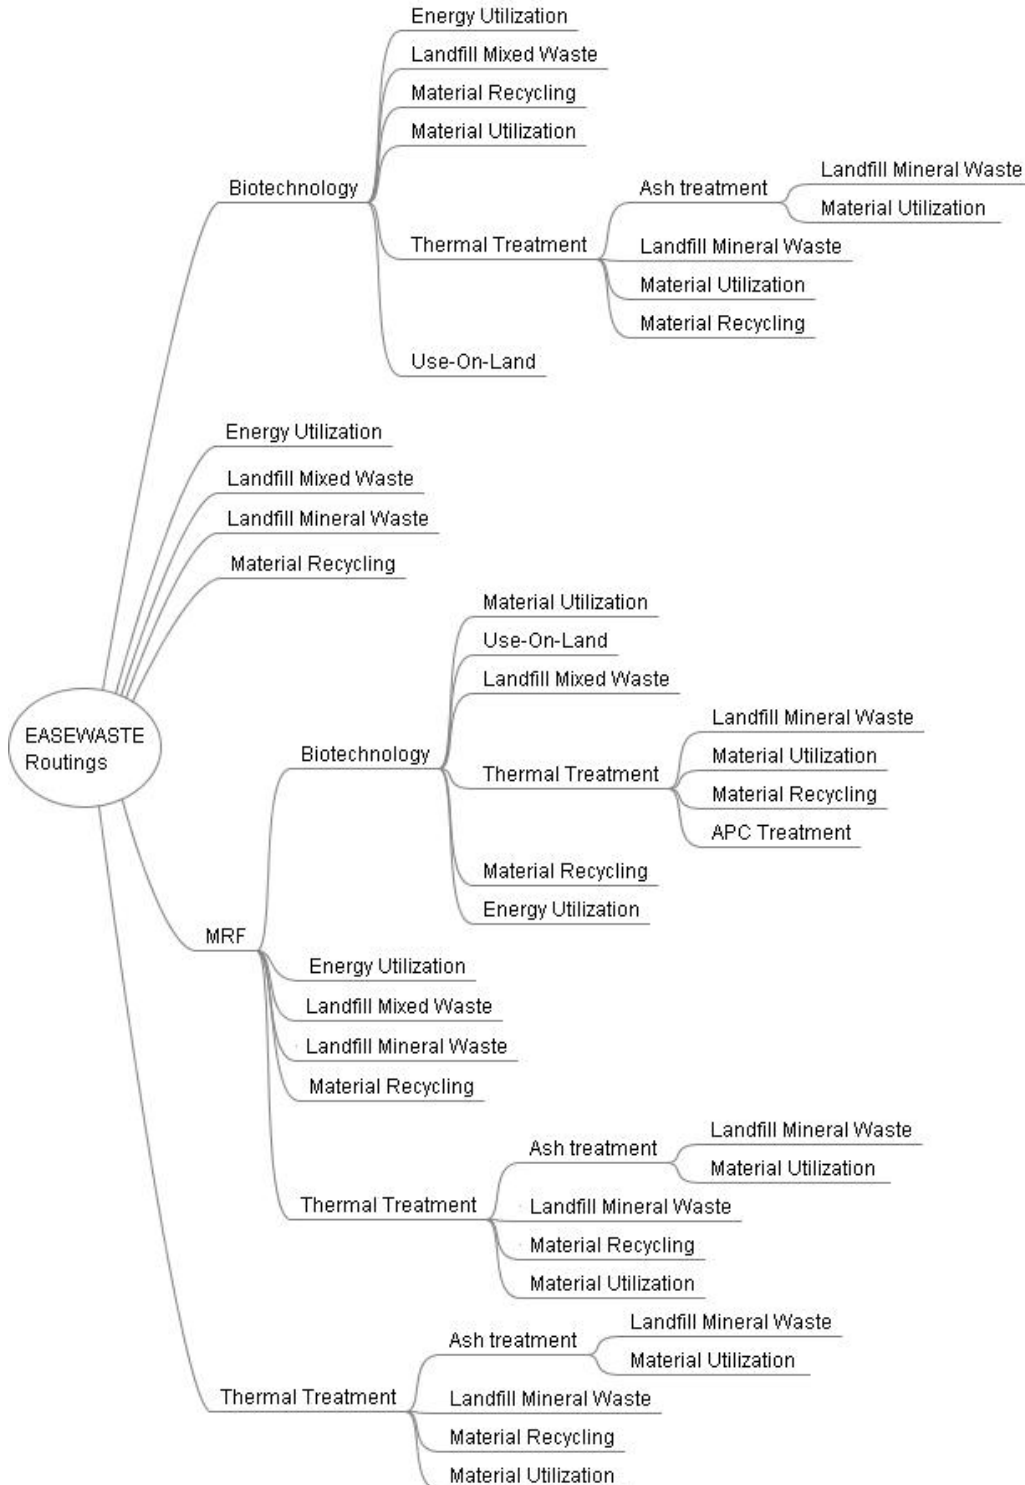 Energy Utilization
Landfill Mixed Waste
Material Recycling
Material Utilization
Biotechnology
Landfill Mineral Waste
Ash treatment
Material Utilization
Thermal Treatment
Landfill Mineral Waste
Material Utilization
Material Recycling
Use-On-Land
Energy Utilization
Landfill Mixed Waste
Landfill Mineral Waste
Material Recycling
EASEWASTE
Routings
Material Utilization
Use-On-Land
Landfill Mixed Waste
Biotechnology
Landfill Mineral Waste
Thermal Treatment
Material Utilization
Material Recycling
APC Treatment
Material Recycling
Energy Utilization
MRF
Energy Utilization
Landfill Mixed Waste
Landfill Mineral Waste
Material Recycling
Landfill Mineral Waste
Ash treatment
Material Utilization
Thermal Treatment
Landfill Mineral Waste
Material Recycling
Material Utilization
Landfill Mineral Waste
Ash treatment
Material Utilization
Thermal Treatment
Landfill Mineral Waste
Material Recycling
Material Utilization